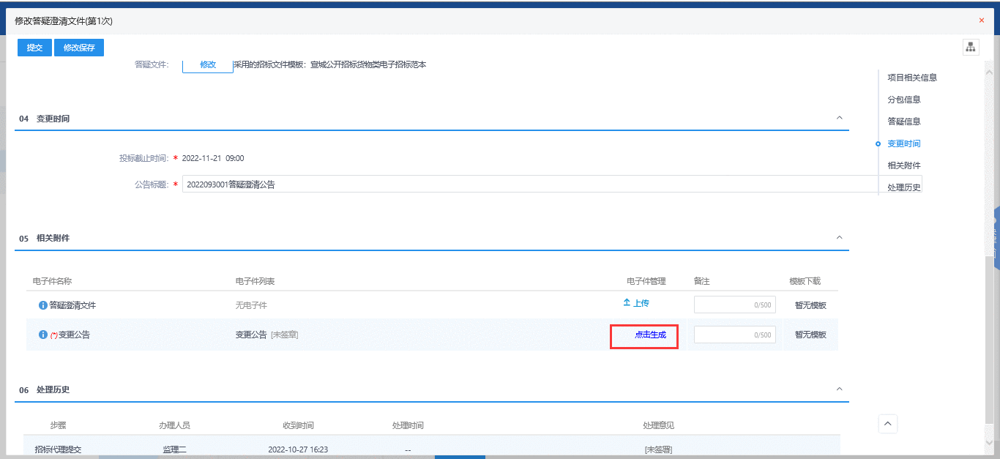 修改答疑澄清文件(第1次)
×
提交 修改保存
答疑文件: 修改 采用的招标文件模板: 宣城公开招标货物类电子招标范本
项目相关信息
分包信息
答疑信息
变更时间
相关附件
处理历史
04 变更时间
投标截止时间: * 2022-11-21 09:00
公告标题: * 2022093001答疑澄清公告
05 相关附件
电子件名称 电子件列表 电子件管理 备注 模板下载
答疑澄清文件 无电子件 上传 0/500 暂无模板
(*)变更公告 变更公告 [未签章] 点击生成 0/500 暂无模板
06 处理历史
步骤 办理人员 收到时间 处理时间 处理意见
招标代理提交 监理二 2022-10-27 16:23 -- [未签署]